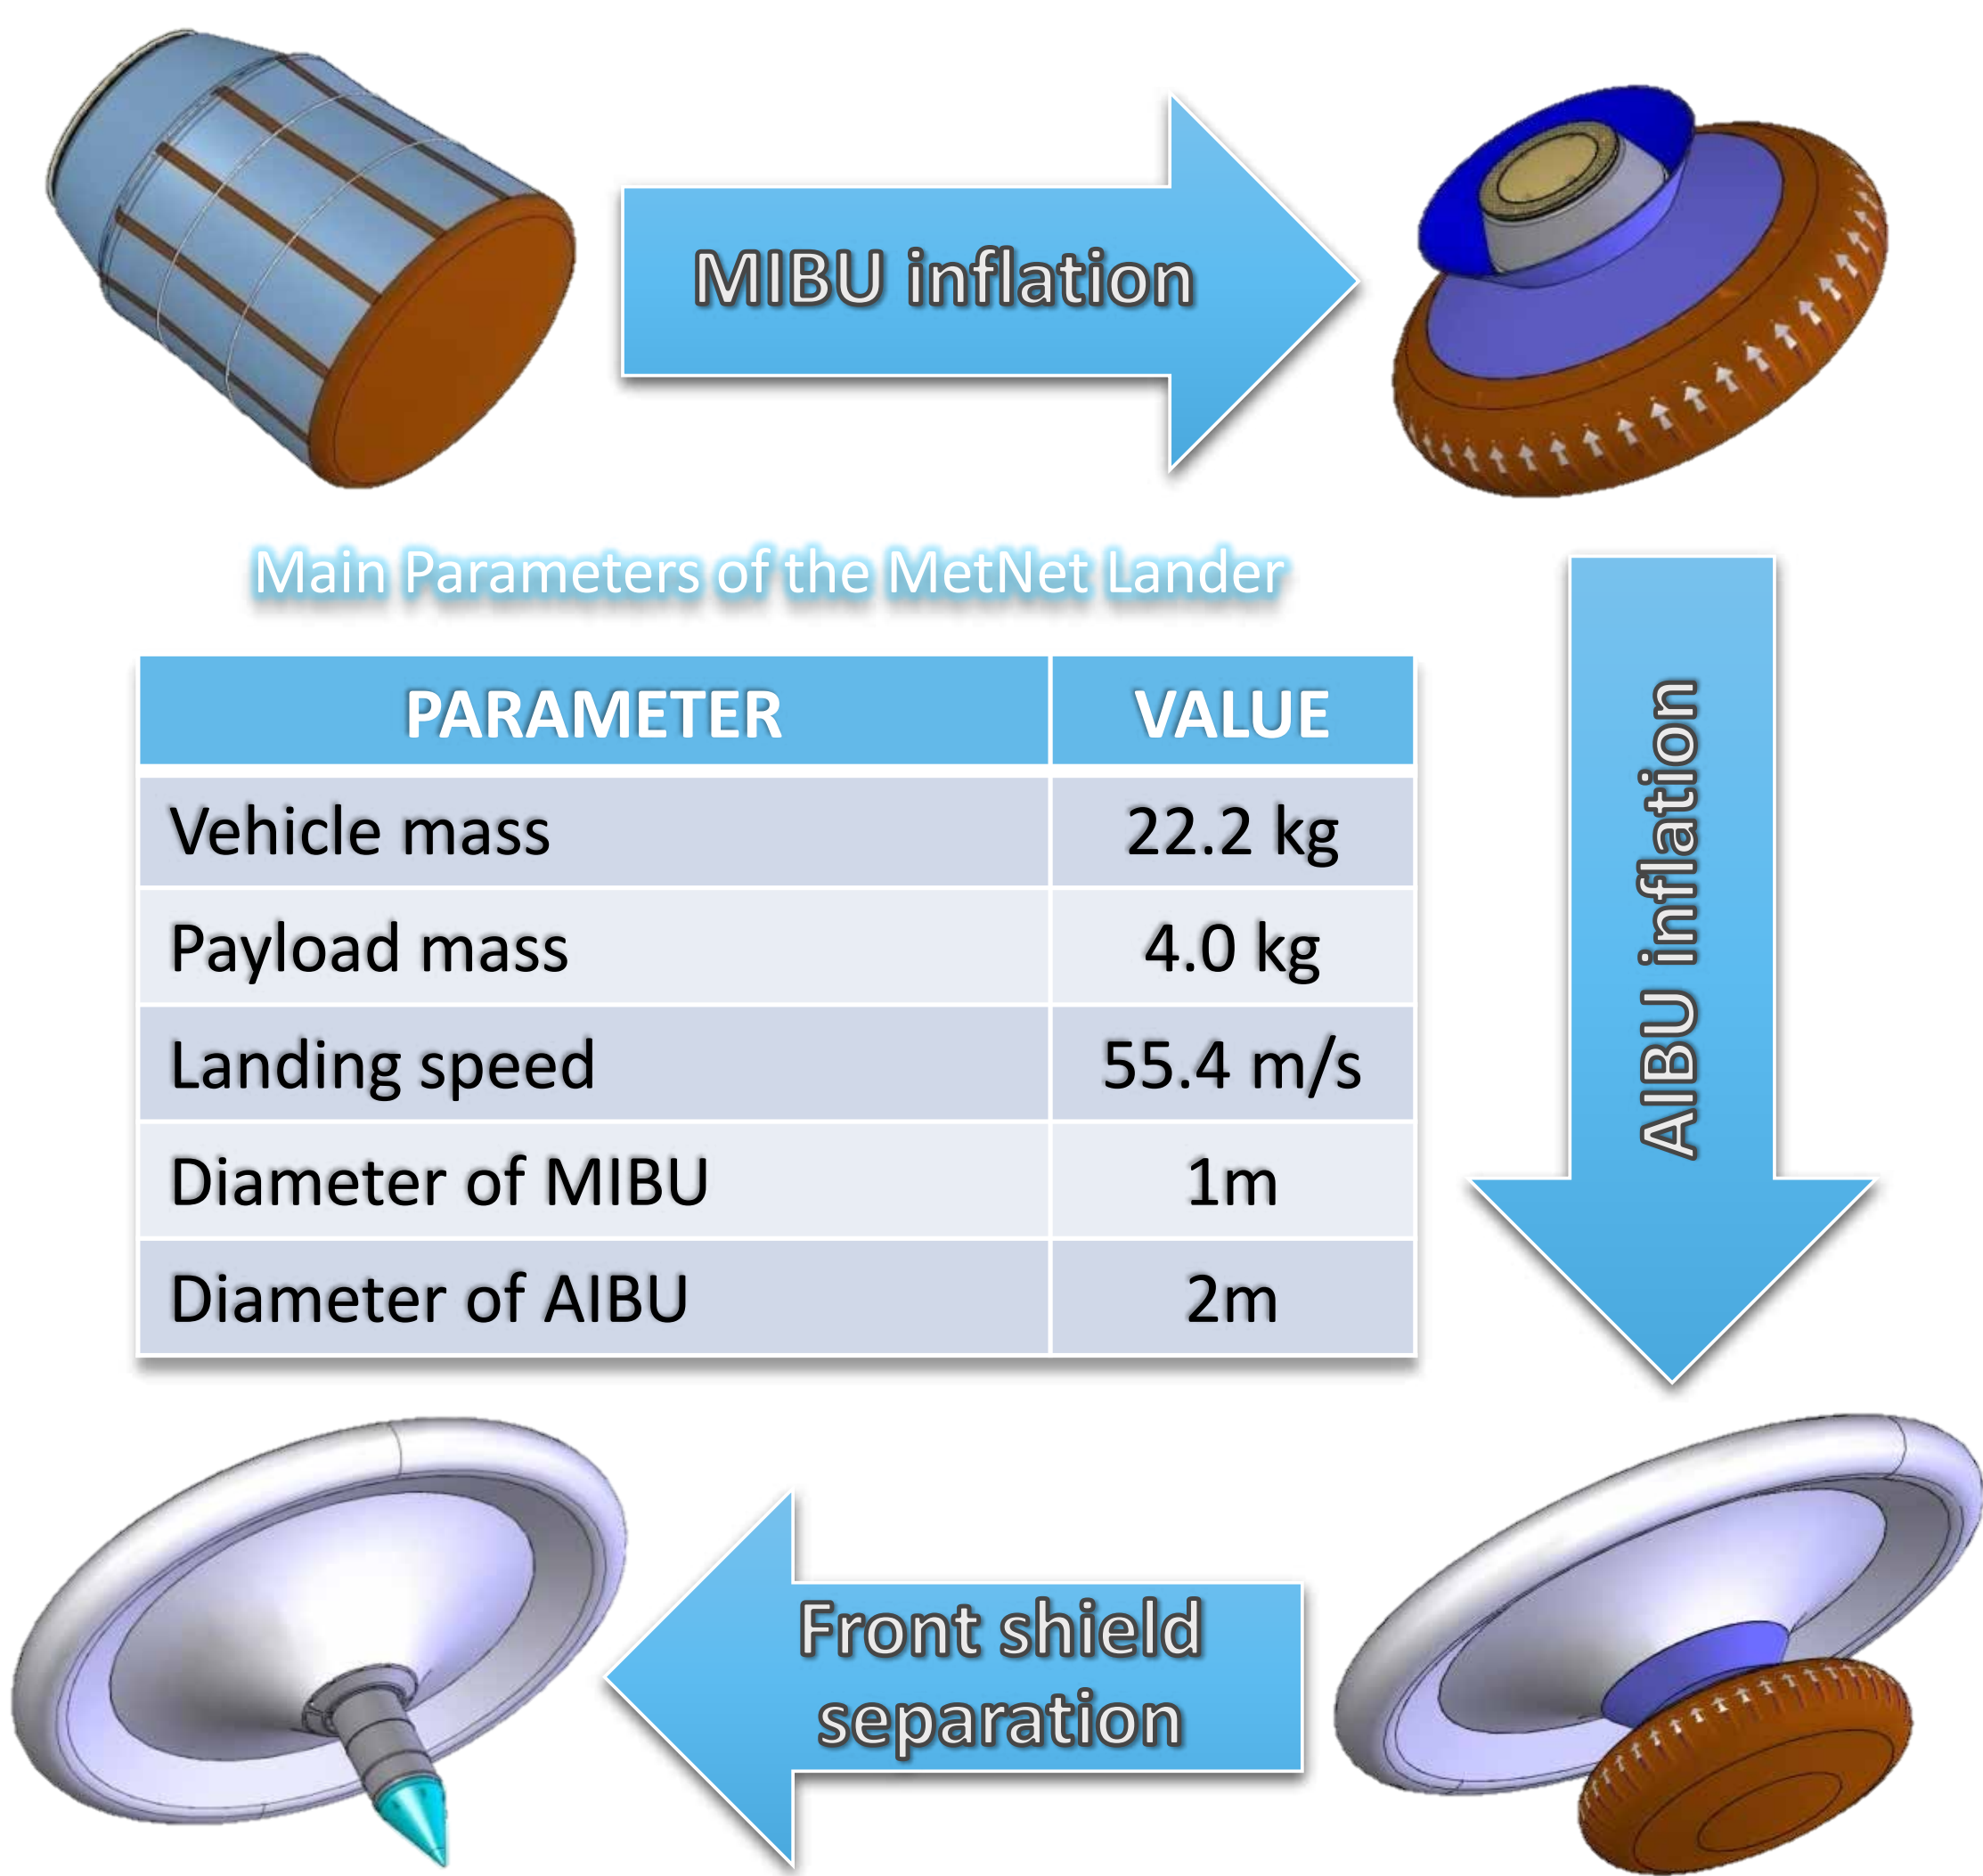 MIBU inflation
Main Parameters of the MetNet Lander
PARAMETER VALUE
Vehicle mass 22.2 kg
Payload mass 4.0 kg
Landing speed 55.4 m/s
Diameter of MIBU 1m
Diameter of AIBU 2m
AIBU inflation
Front shield
separation